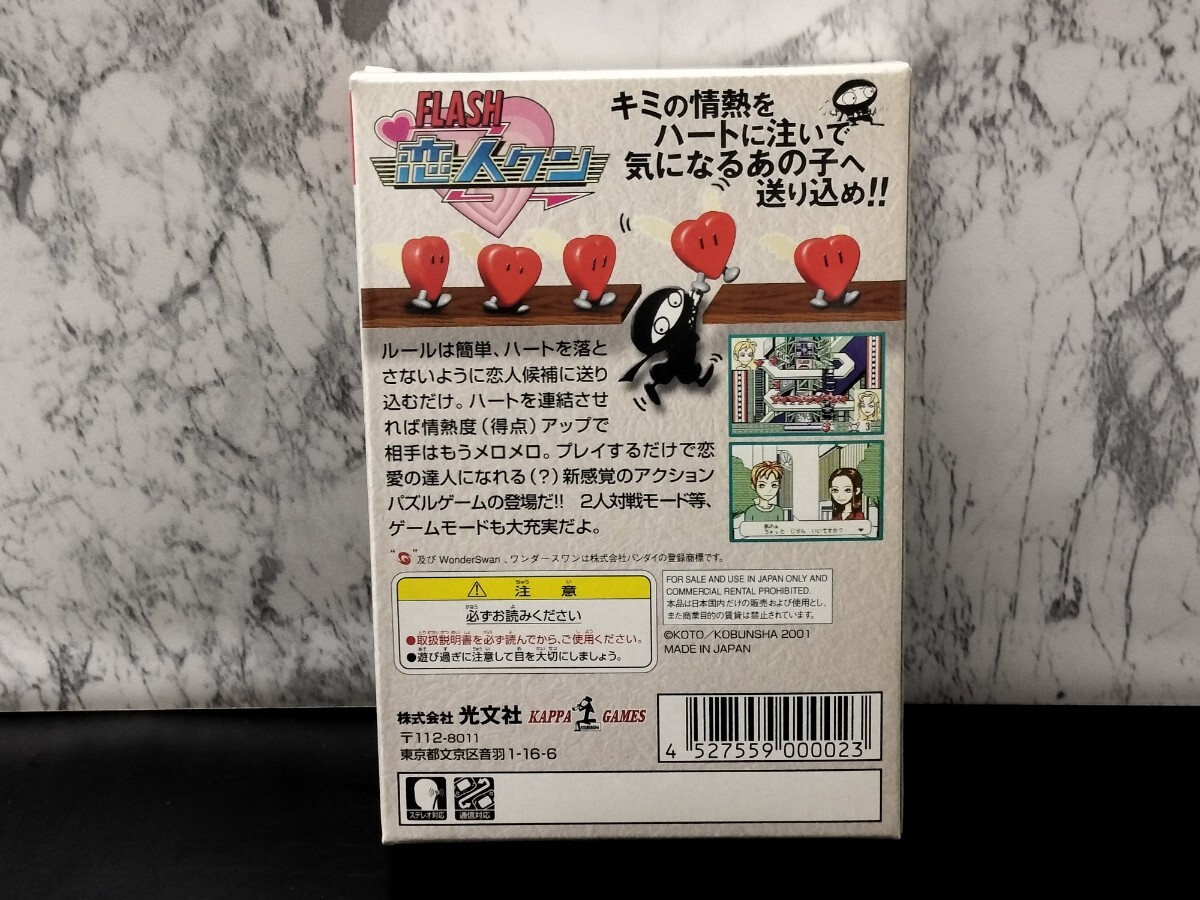 FLASH
恋人クン
キミの情熱を
ハートに注いで
気になるあの子へ
送り込め!!
ルールは簡単、ハートを落と
さないように恋人候補に送り
込むだけ。ハートを連結させ
れば情熱度(得点)アップで
相手はもうメロメロ。プレイするだけで恋
愛の達人になれる(?)新感覚のアクション
パズルゲームの登場だ!! 2人対戦モード等、
ゲームモードも大充実だよ。
" "及び WonderSwan 、ワンダースワンは株式会社バンダイの登録商標です。
ちゅう い
注 意
かなら よ
必ずお読みください
●取扱説明書を必ず読んでから、ご使用ください。
●遊び過ぎに注意して目を大切にしましょう。
FOR SALE AND USE IN JAPAN ONLY AND
COMMERCIAL RENTAL PROHIBITED.
本品は日本国内だけの販売および使用とし、
また商業目的の賃貸は禁止されています。
©KOTO/KOBUNSHA 2001
MADE IN JAPAN
株式会社 光文社 KAPPA GAMES
〒112-8011
東京都文京区音羽1-16-6
4 527559 000023
ステレオ対応 通信対応